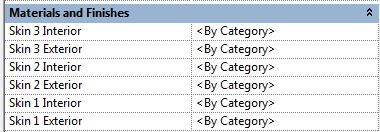 Materials and Finishes
Skin 3 Interior <By Category>
Skin 3 Exterior <By Category>
Skin 2 Interior <By Category>
Skin 2 Exterior <By Category>
Skin 1 Interior <By Category>
Skin 1 Exterior <By Category>